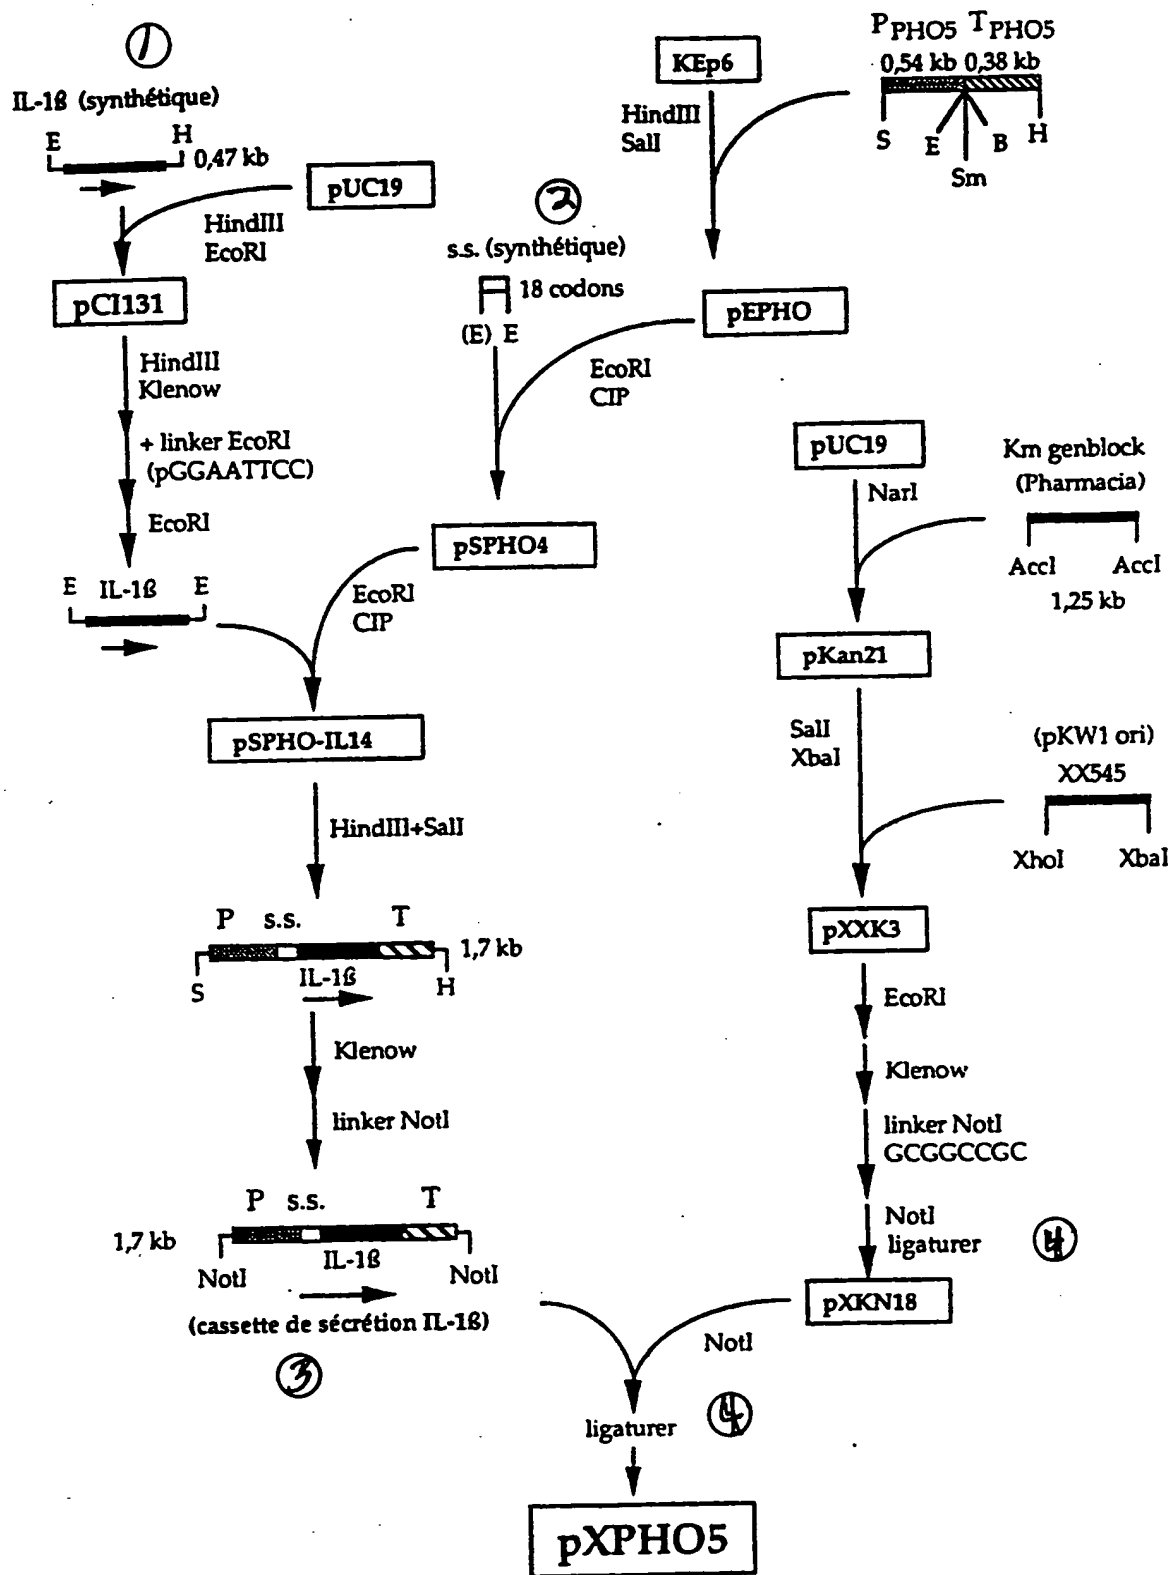 1
IL-1ß (synthétique)
E H
0,47 kb
pUC19
HindIII
EcoRI
pCI131
HindIII
Klenow
+ linker EcoRI
(pGGAATTCC)
EcoRI
E IL-1ß E
2
s.s. (synthétique)
18 codons
(E) E
KEp6
HindIII
SalI
PPHO5 TPHO5
0,54 kb 0,38 kb
S E Sm B H
pEPHO
EcoRI
CIP
pSPHO4
EcoRI
CIP
pSPHO-IL14
HindIII+SalI
P s.s. T
1,7 kb
S IL-1ß H
Klenow
linker NotI
P s.s. T
1,7 kb
IL-1ß
NotI NotI
(cassette de sécrétion IL-1ß)
3
pUC19
NarI
Km genblock
(Pharmacia)
AccI AccI
1,25 kb
pKan21
SalI
XbaI
(pKW1 ori)
XX545
XhoI XbaI
pXXK3
EcoRI
Klenow
linker NotI
GCGGCCGC
NotI
ligaturer
4
pXKN18
NotI
ligaturer
4
pXPHO5